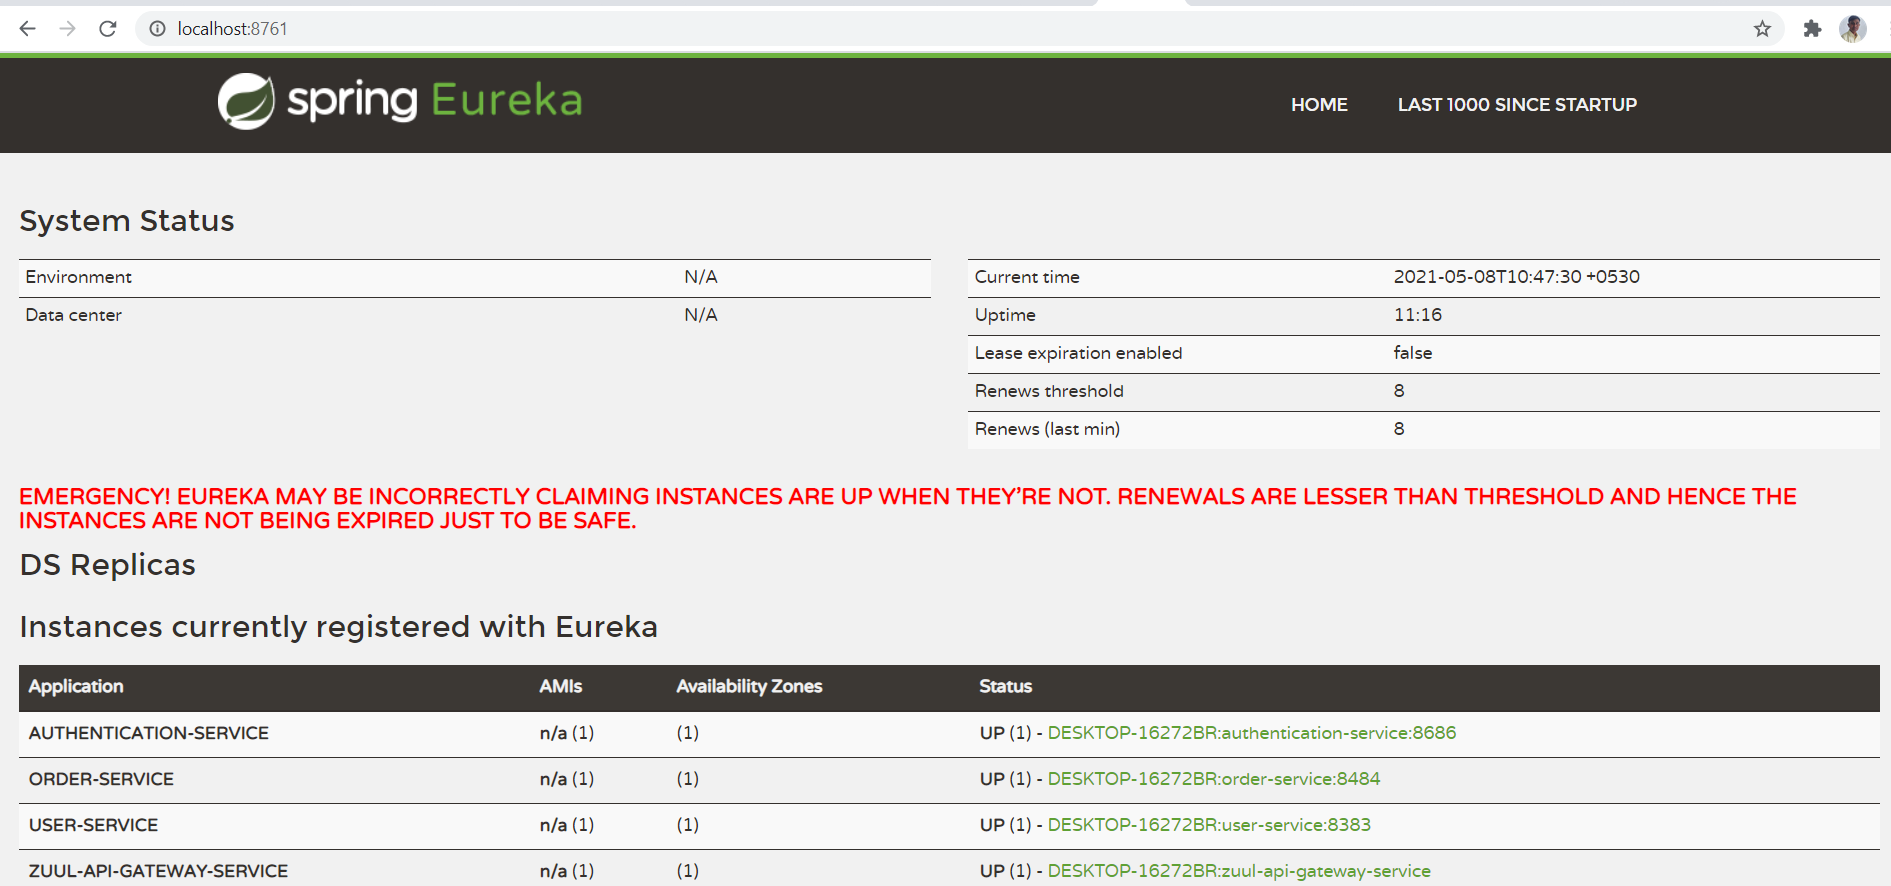 localhost:8761
spring Eureka
HOME LAST 1000 SINCE STARTUP
System Status
Environment N/A
Data center N/A
Current time 2021-05-08T10:47:30 +0530
Uptime 11:16
Lease expiration enabled false
Renews threshold 8
Renews (last min) 8
EMERGENCY! EUREKA MAY BE INCORRECTLY CLAIMING INSTANCES ARE UP WHEN THEY'RE NOT. RENEWALS ARE LESSER THAN THRESHOLD AND HENCE THE
INSTANCES ARE NOT BEING EXPIRED JUST TO BE SAFE.
DS Replicas
Instances currently registered with Eureka
Application AMIs Availability Zones Status
AUTHENTICATION-SERVICE n/a (1) (1) UP (1) - DESKTOP-16272BR:authentication-service:8686
ORDER-SERVICE n/a (1) (1) UP (1) - DESKTOP-16272BR:order-service:8484
USER-SERVICE n/a (1) (1) UP (1) - DESKTOP-16272BR:user-service:8383
ZUUL-API-GATEWAY-SERVICE n/a (1) (1) UP (1) - DESKTOP-16272BR:zuul-api-gateway-service